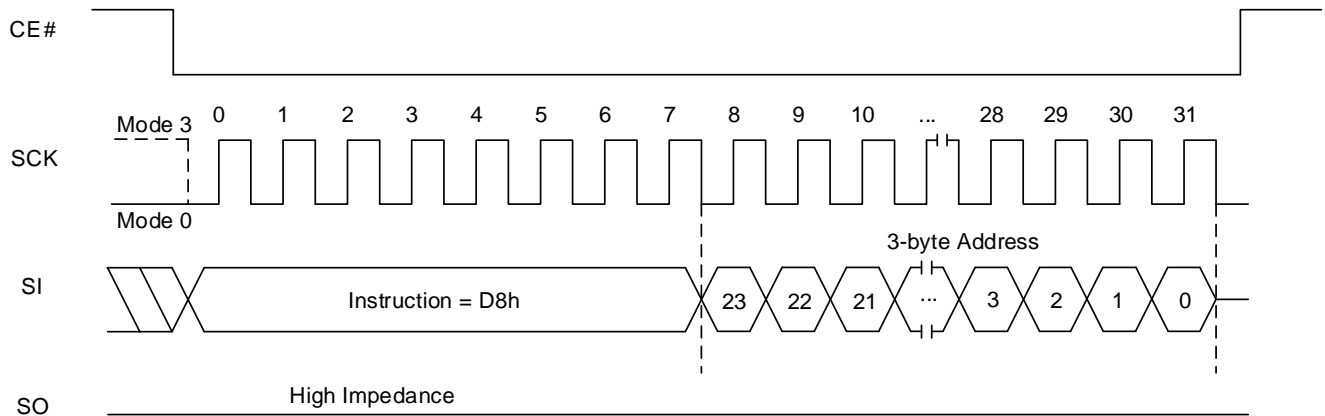 CE#
0 1 2 3 4 5 6 7 8 9 10 ... 28 29 30 31
Mode 3
SCK
Mode 0
3-byte Address
SI
Instruction = D8h 23 22 21 ... 3 2 1 0
High Impedance
SO